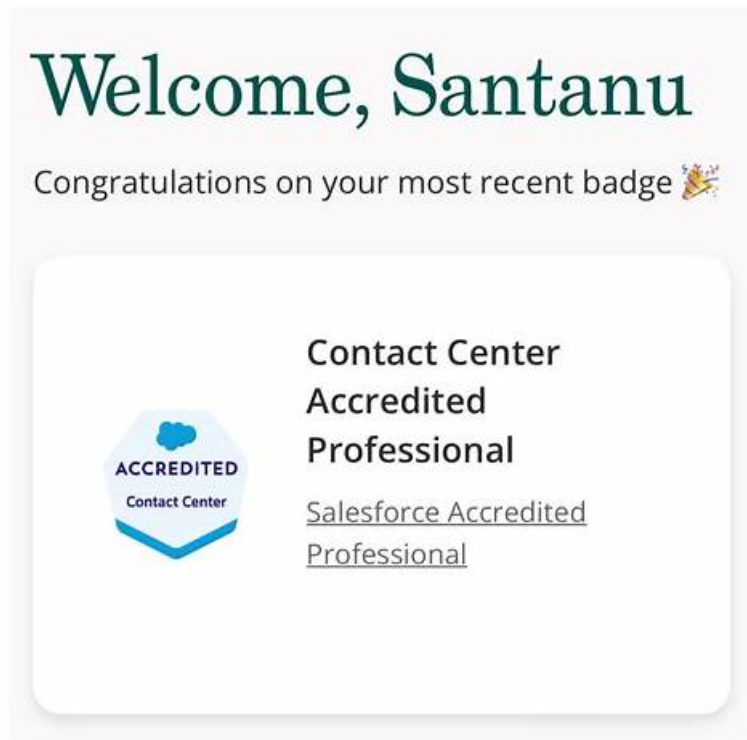 Welcome, Santanu
Congratulations on your most recent badge 🎉
Contact Center
Accredited
Professional
ACCREDITED
Contact Center
Salesforce Accredited
Professional